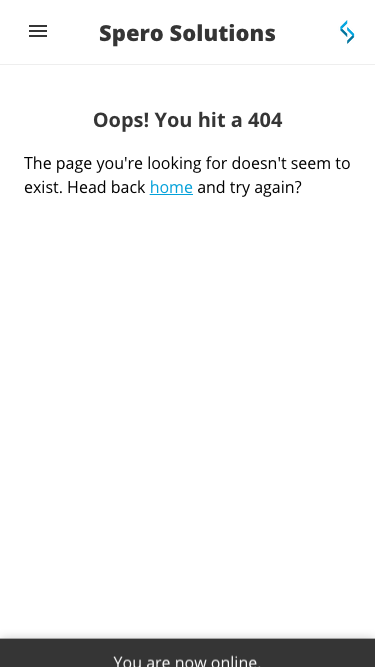 Spero Solutions
Oops! You hit a 404
The page you're looking for doesn't seem to
exist. Head back home and try again?
You are now online.